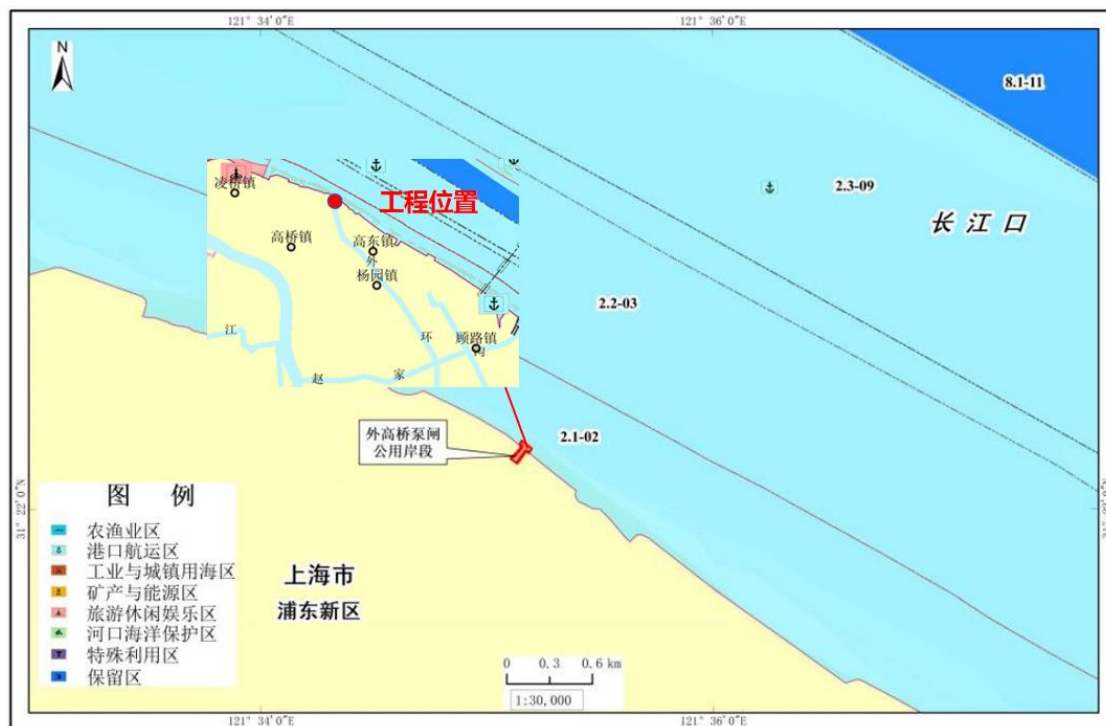 121° 34′ 0″E
121° 36′ 0″E
N
8.1-11
2.3-09
长江口
工程位置
凌桥镇
高桥镇
高东镇
外
杨园镇
环
顾路镇
江
赵
家
沟
2.2-03
2.1-02
外高桥泵闸
公用岸段
31° 22′ 0″N
31° 22′ 0″N
图 例
农渔业区
港口航运区
工业与城镇用海区
矿产与能源区
旅游休闲娱乐区
河口海洋保护区
特殊利用区
保留区
上海市
浦东新区
0 0.3 0.6 km
1:30,000
121° 34′ 0″E
121° 36′ 0″E